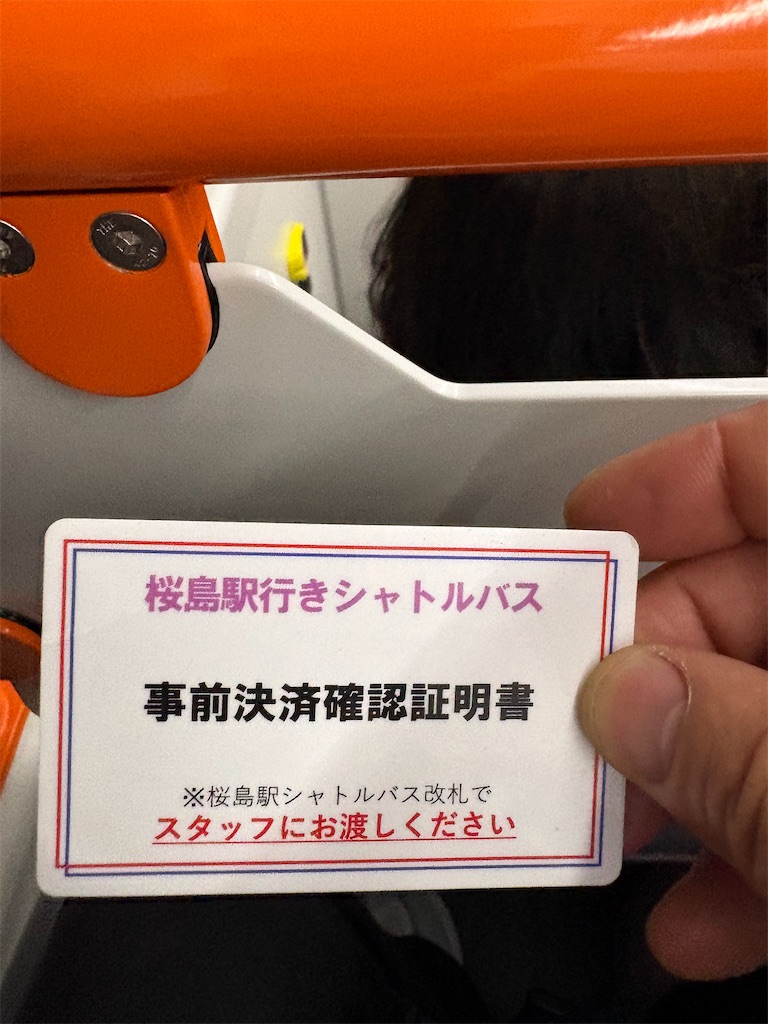 桜島駅行きシャトルバス
事前決済確認証明書
※桜島駅シャトルバス改札で
スタッフにお渡しください